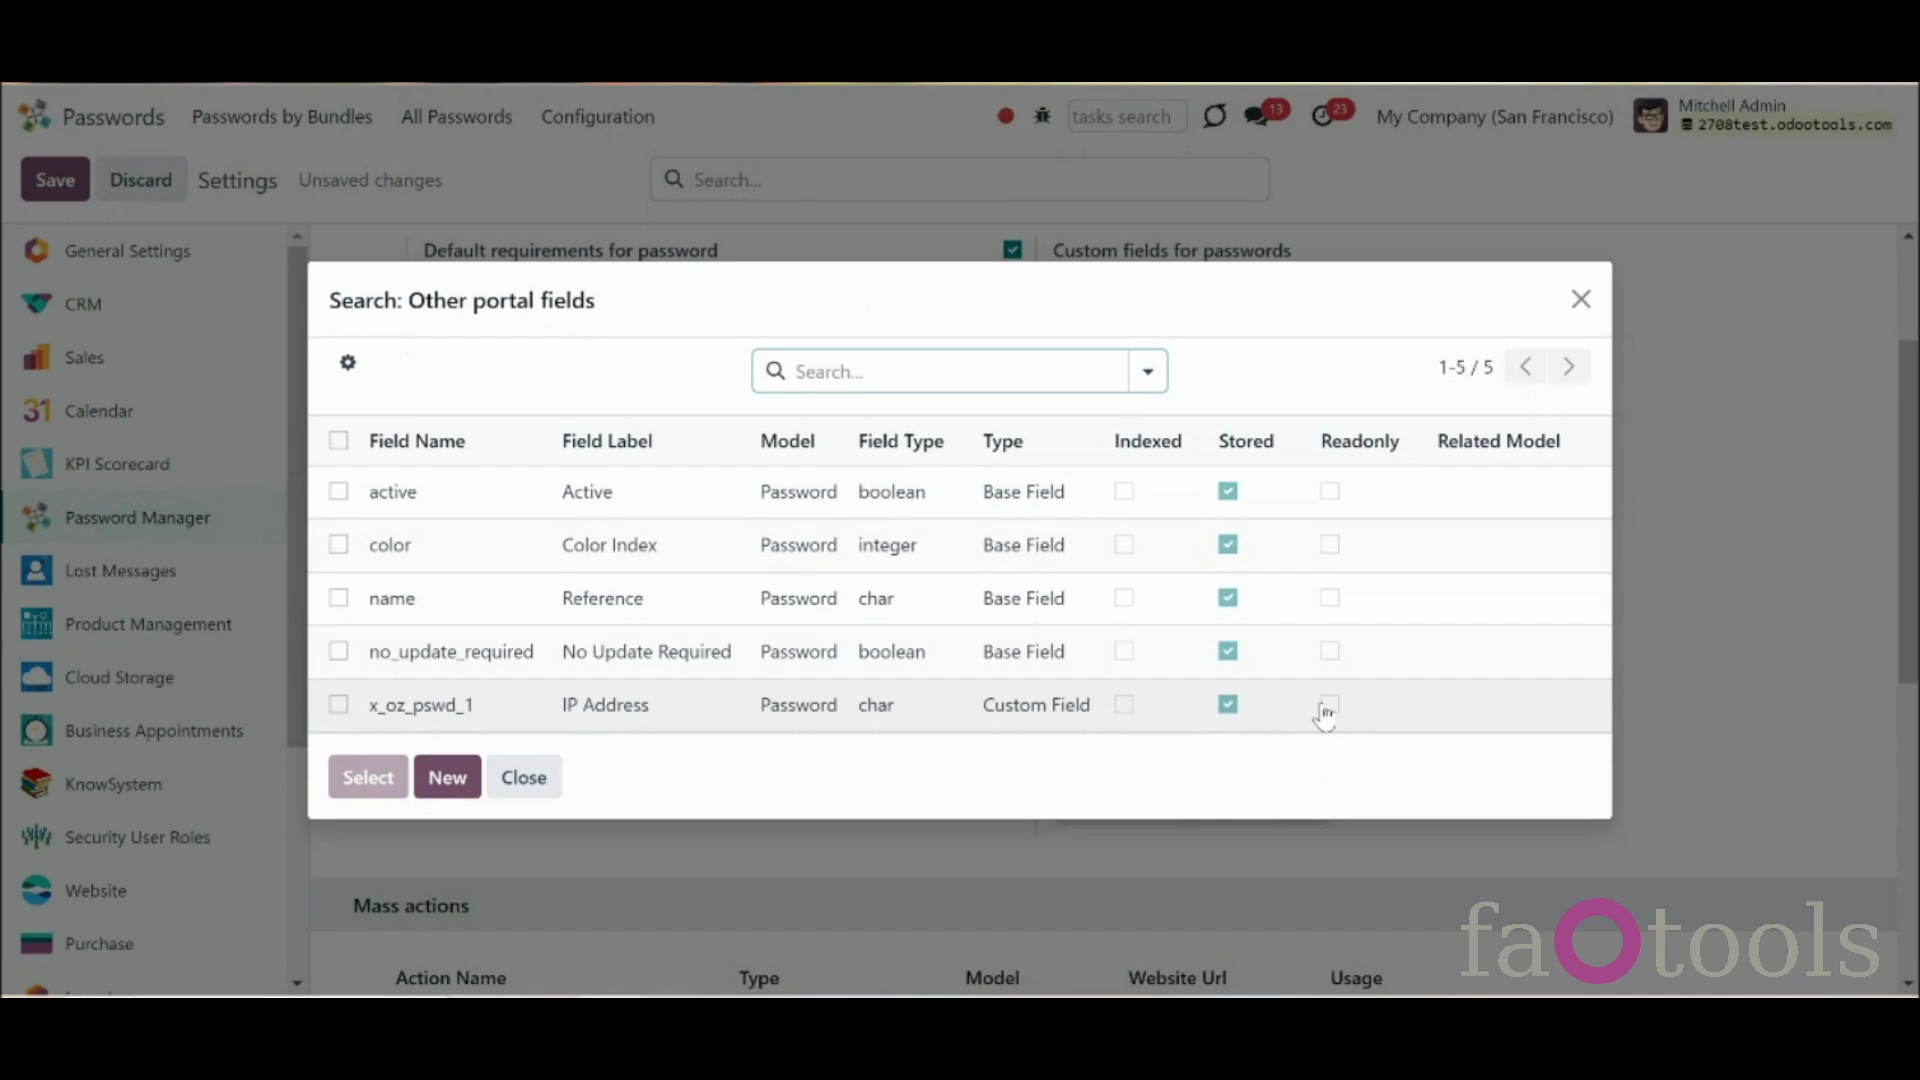 Passwords Passwords by Bundles All Passwords Configuration tasks search 13 23 My Company (San Francisco) Mitchell Admin
2708test.odootools.com
Save Discard Settings Unsaved changes Search...
General Settings
CRM
Sales
31 Calendar
KPI Scorecard
Password Manager
Lost Messages
Product Management
Cloud Storage
Business Appointments
KnowSystem
Security User Roles
Website
Purchase
Default requirements for password Custom fields for passwords
Search: Other portal fields
Search... 1-5 / 5
Field Name Field Label Model Field Type Type Indexed Stored Readonly Related Model
active Active Password boolean Base Field
color Color Index Password integer Base Field
name Reference Password char Base Field
no_update_required No Update Required Password boolean Base Field
x_oz_pswd_1 IP Address Password char Custom Field
Select New Close
Mass actions
Action Name Type Model Website Url Usage
faOtools